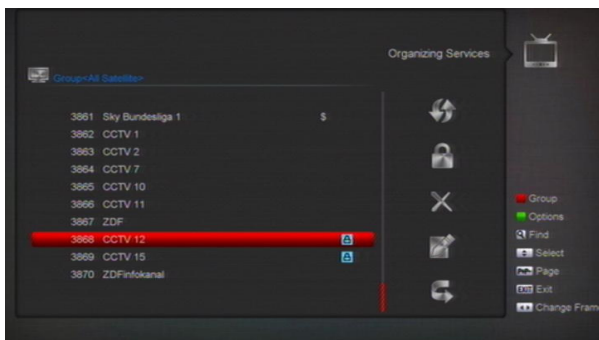 Organizing Services
Group<All Satellite>
3861 Sky Bundesliga 1 $
3862 CCTV 1
3863 CCTV 2
3864 CCTV 7
3865 CCTV 10
3866 CCTV 11
3867 ZDF
3868 CCTV 12
3869 CCTV 15
3870 ZDFinfokanal
Group
Options
Find
Select
Page
EXIT Exit
Change Fram